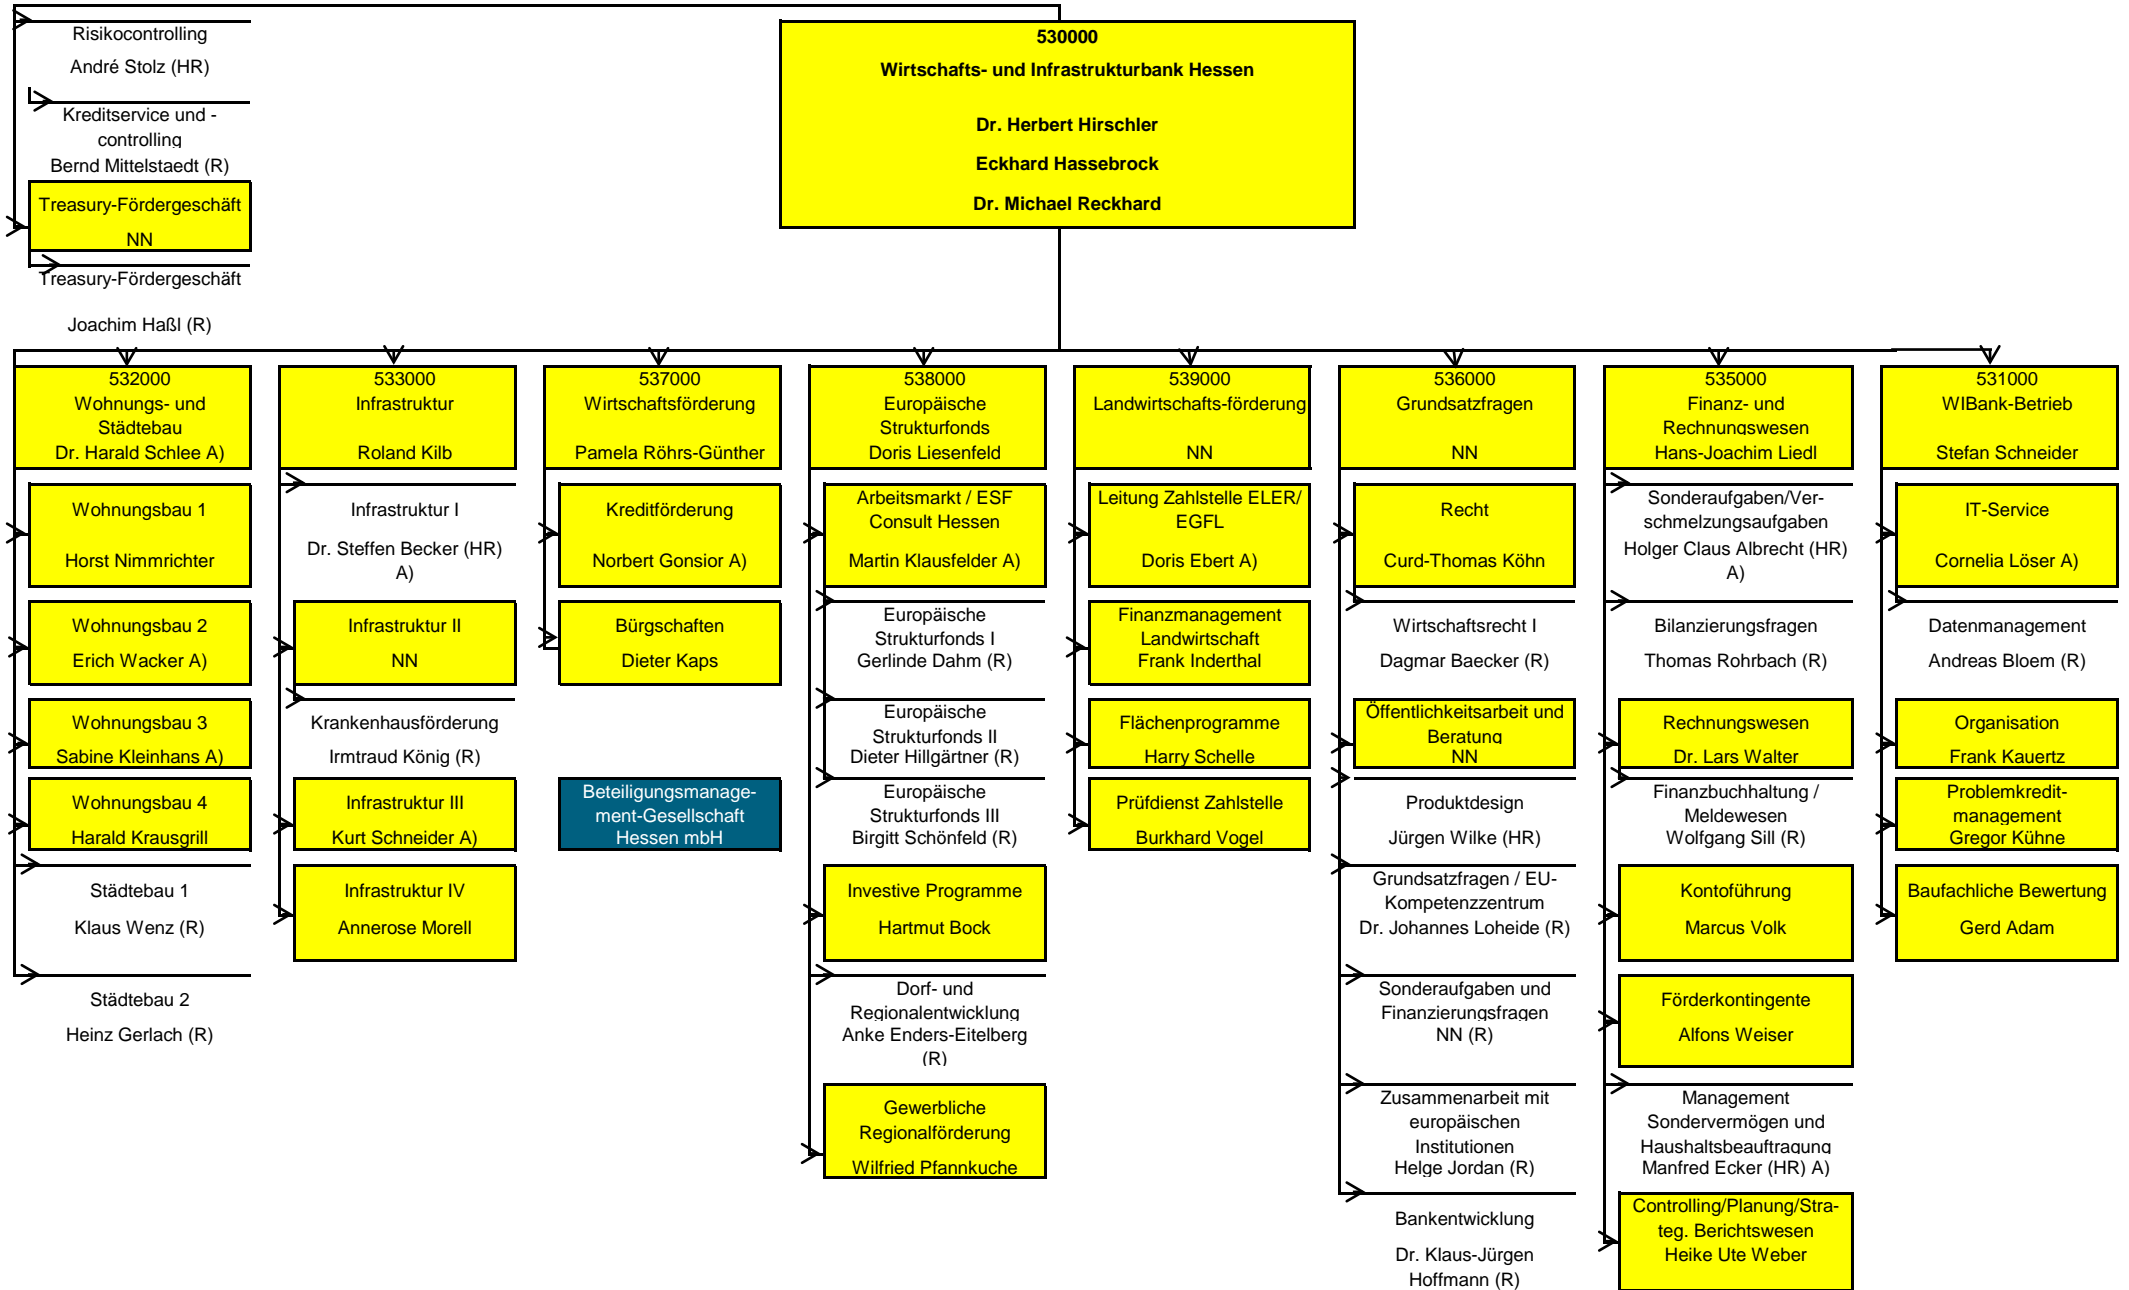 Risikocontrolling
André Stolz (HR)
Kreditservice und -
controlling
Bernd Mittelstaedt (R)
Treasury-Fördergeschäft
NN
Treasury-Fördergeschäft
Joachim Haßl (R)
530000
Wirtschafts- und Infrastrukturbank Hessen
Dr. Herbert Hirschler
Eckhard Hassebrock
Dr. Michael Reckhard
532000
Wohnungs- und
Städtebau
Dr. Harald Schlee A)
Wohnungsbau 1
Horst Nimmrichter
Wohnungsbau 2
Erich Wacker A)
Wohnungsbau 3
Sabine Kleinhans A)
Wohnungsbau 4
Harald Krausgrill
Städtebau 1
Klaus Wenz (R)
Städtebau 2
Heinz Gerlach (R)
533000
Infrastruktur
Roland Kilb
Infrastruktur I
Dr. Steffen Becker (HR)
A)
Infrastruktur II
NN
Krankenhausförderung
Irmtraud König (R)
Infrastruktur III
Kurt Schneider A)
Infrastruktur IV
Annerose Morell
537000
Wirtschaftsförderung
Pamela Röhrs-Günther
Kreditförderung
Norbert Gonsior A)
Bürgschaften
Dieter Kaps
Beteiligungsmanage-
ment-Gesellschaft
Hessen mbH
538000
Europäische
Strukturfonds
Doris Liesenfeld
Arbeitsmarkt / ESF
Consult Hessen
Martin Klausfelder A)
Europäische
Strukturfonds I
Gerlinde Dahm (R)
Europäische
Strukturfonds II
Dieter Hillgärtner (R)
Europäische
Strukturfonds III
Birgitt Schönfeld (R)
Investive Programme
Hartmut Bock
Dorf- und
Regionalentwicklung
Anke Enders-Eitelberg
(R)
Gewerbliche
Regionalförderung
Wilfried Pfannkuche
539000
Landwirtschafts-förderung
NN
Leitung Zahlstelle ELER/
EGFL
Doris Ebert A)
Finanzmanagement
Landwirtschaft
Frank Inderthal
Flächenprogramme
Harry Schelle
Prüfdienst Zahlstelle
Burkhard Vogel
536000
Grundsatzfragen
NN
Recht
Curd-Thomas Köhn
Wirtschaftsrecht I
Dagmar Baecker (R)
Öffentlichkeitsarbeit und
Beratung
NN
Produktdesign
Jürgen Wilke (HR)
Grundsatzfragen / EU-
Kompetenzzentrum
Dr. Johannes Loheide (R)
Sonderaufgaben und
Finanzierungsfragen
NN (R)
Zusammenarbeit mit
europäischen
Institutionen
Helge Jordan (R)
Bankentwicklung
Dr. Klaus-Jürgen
Hoffmann (R)
535000
Finanz- und
Rechnungswesen
Hans-Joachim Liedl
Sonderaufgaben/Ver-
schmelzungsaufgaben
Holger Claus Albrecht (HR)
A)
Bilanzierungsfragen
Thomas Rohrbach (R)
Rechnungswesen
Dr. Lars Walter
Finanzbuchhaltung /
Meldewesen
Wolfgang Sill (R)
Kontoführung
Marcus Volk
Förderkontingente
Alfons Weiser
Management
Sondervermögen und
Haushaltsbeauftragung
Manfred Ecker (HR) A)
Controlling/Planung/Stra-
teg. Berichtswesen
Heike Ute Weber
531000
WIBank-Betrieb
Stefan Schneider
IT-Service
Cornelia Löser A)
Datenmanagement
Andreas Bloem (R)
Organisation
Frank Kauertz
Problemkredit-
management
Gregor Kühne
Baufachliche Bewertung
Gerd Adam